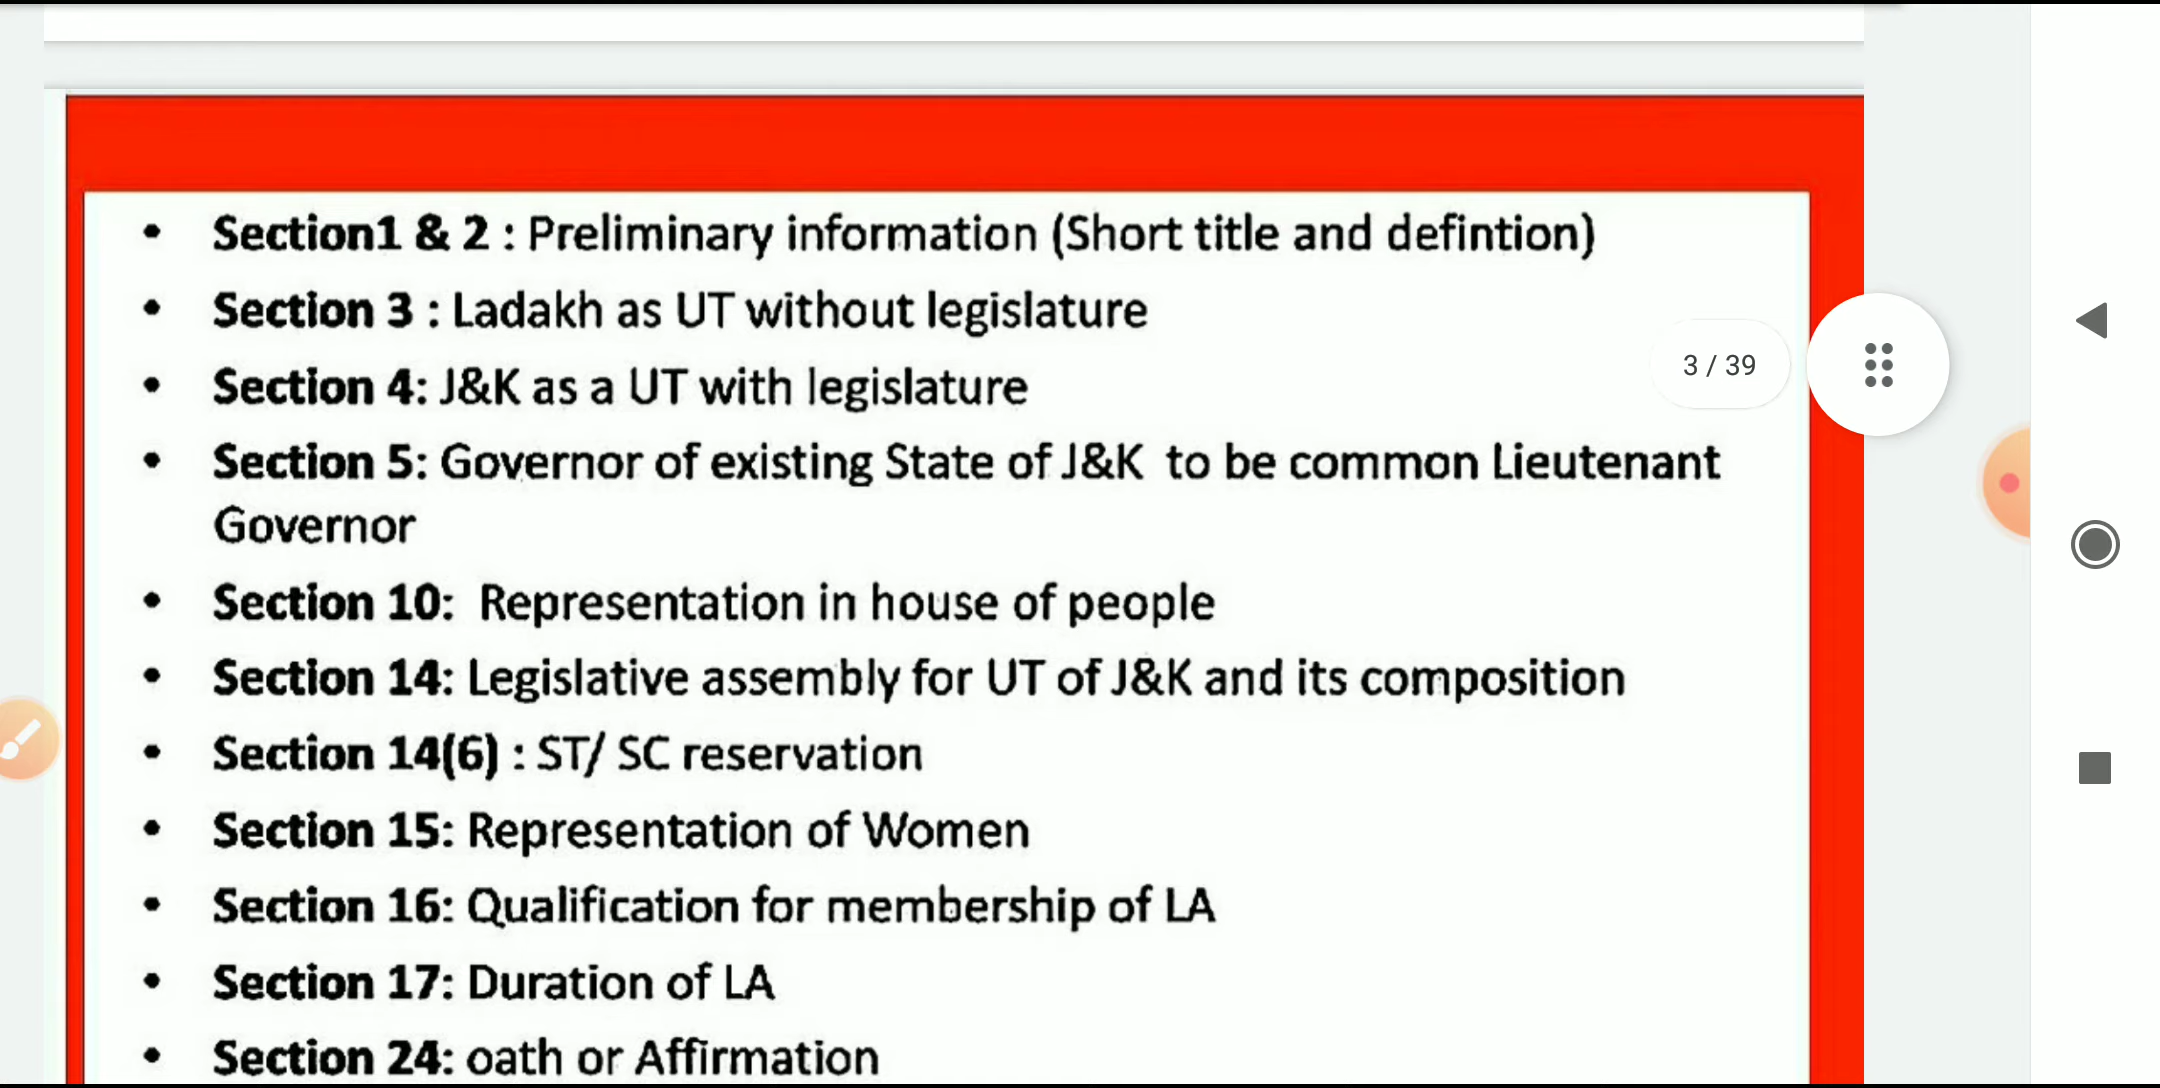 • Section1 & 2 : Preliminary information (Short title and defintion)
• Section 3 : Ladakh as UT without legislature
• Section 4: J&K as a UT with legislature
3 / 39
• Section 5: Governor of existing State of J&K to be common Lieutenant
Governor
• Section 10: Representation in house of people
• Section 14: Legislative assembly for UT of J&K and its composition
• Section 14(6) : ST/ SC reservation
• Section 15: Representation of Women
• Section 16: Qualification for membership of LA
• Section 17: Duration of LA
• Section 24: oath or Affirmation